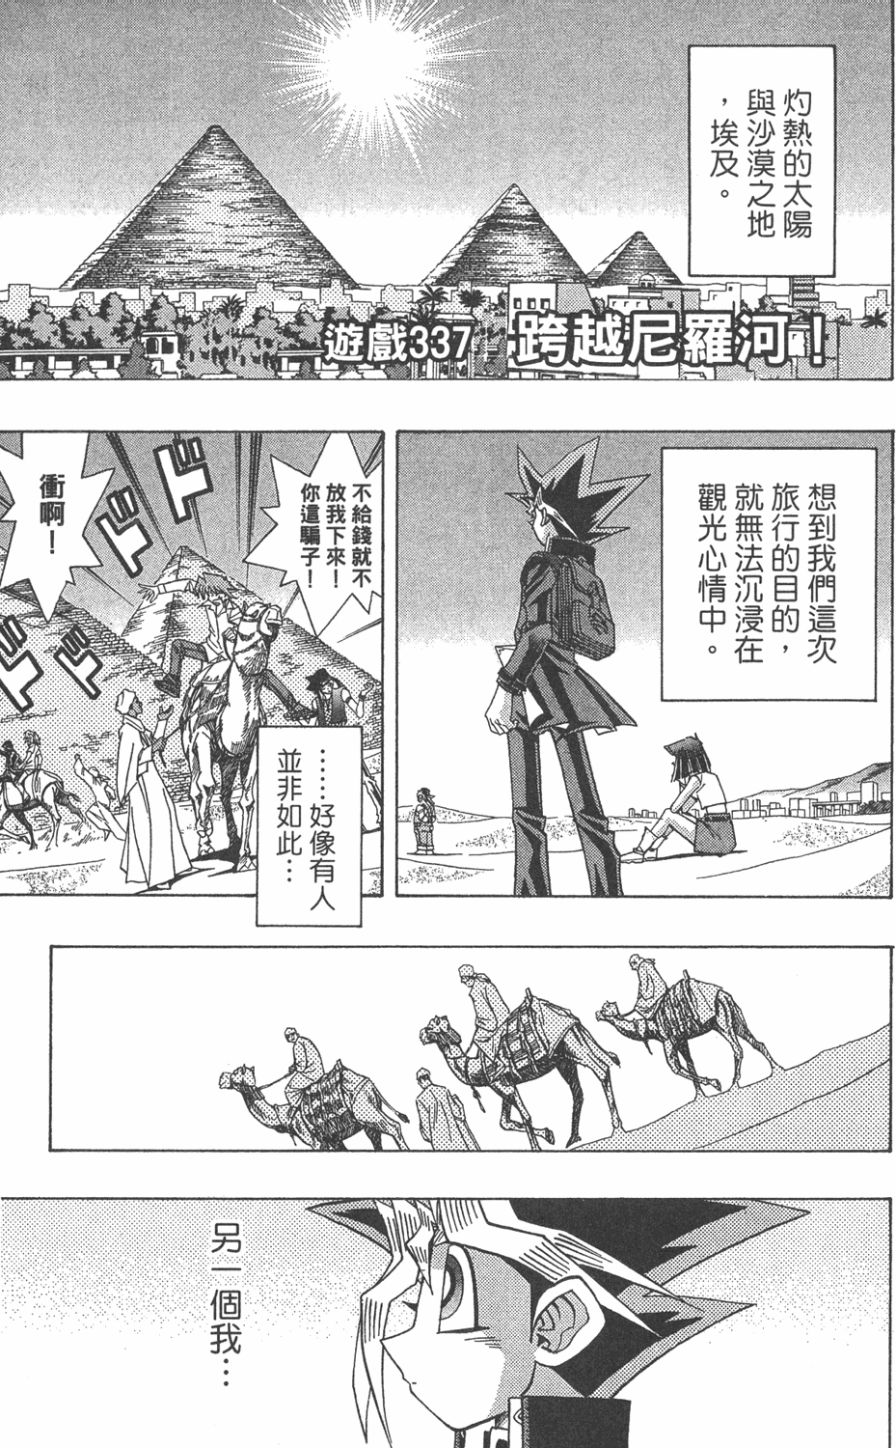 灼熱的太陽
與沙漠之地
，埃及。
遊戲337 跨越尼羅河！
想到我們這次
旅行的目的，
就無法沉浸在
觀光心情中。
不給錢就不
放我下來！
你這騙子！
ドド
衝啊！
ドド
……好像有人
並非如此…
另一個我…